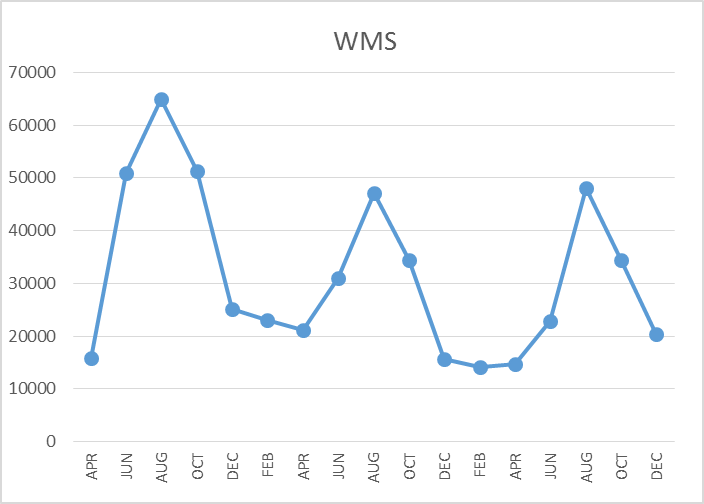 WMS
70000
60000
50000
40000
30000
20000
10000
0
APR
JUN
AUG
OCT
DEC
FEB
APR
JUN
AUG
OCT
DEC
FEB
APR
JUN
AUG
OCT
DEC